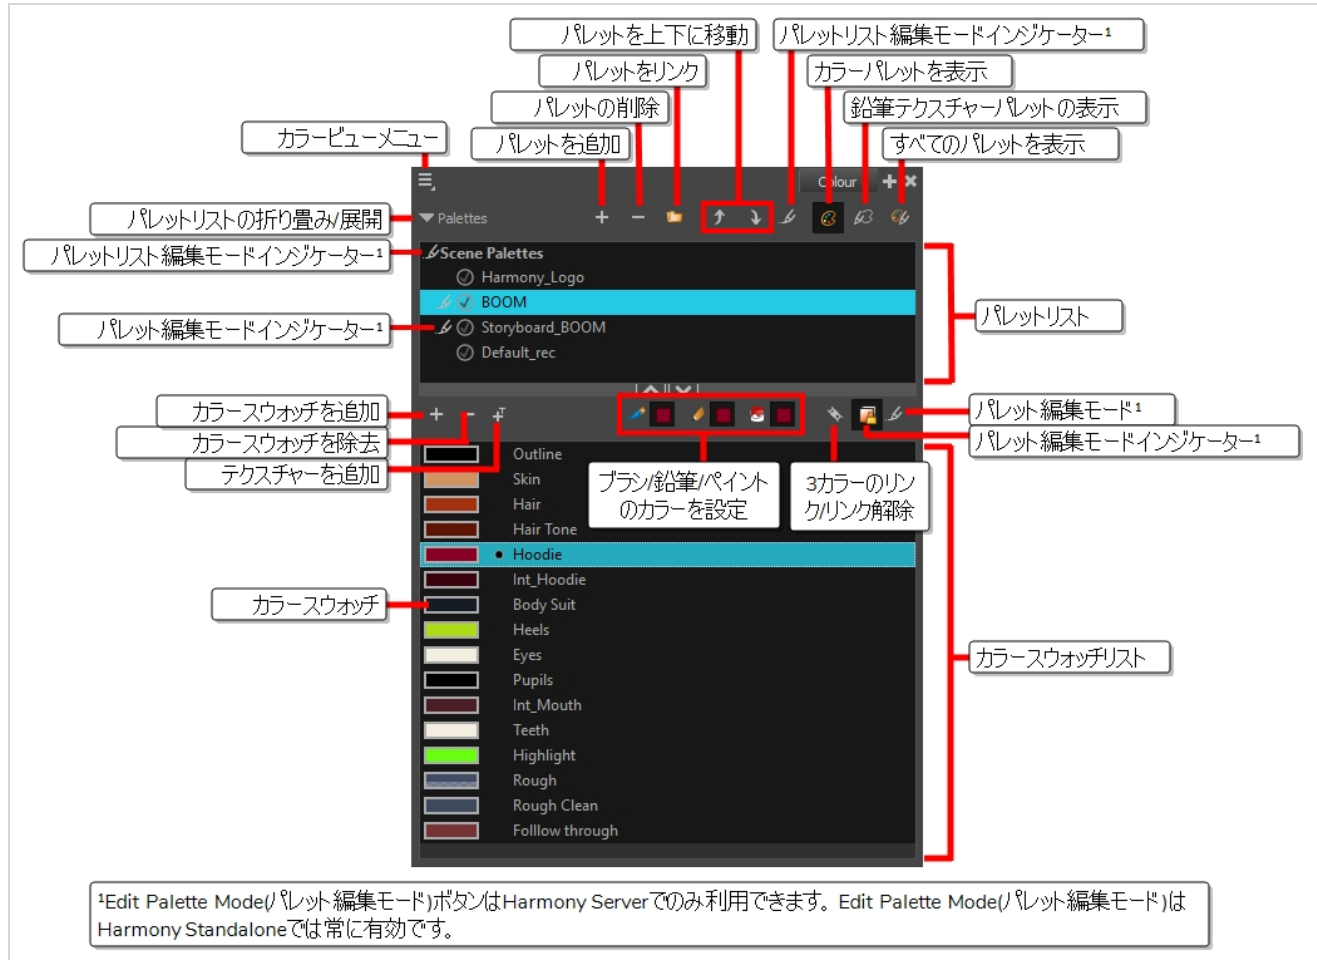 パレットを上下に移動
パレットリスト編集モードインジケーター¹
パレットをリンク
カラーパレットを表示
パレットの削除
鉛筆テクスチャーパレットの表示
カラービューメニュー
パレットを追加
すべてのパレットを表示
Colour
パレットリストの折り畳み/展開
Palettes
パレットリスト編集モードインジケーター¹
Scene Palettes
Harmony_Logo
BOOM
パレットリスト
パレット編集モードインジケーター¹
Storyboard_BOOM
Default_rec
カラースウォッチを追加
パレット編集モード¹
カラースウォッチを除去
パレット編集モードインジケーター¹
テクスチャーを追加
Outline
Skin
ブラシ/鉛筆/ペイント
のカラーを設定
3カラーのリン
ク/リンク解除
Hair
Hair Tone
Hoodie
Int_Hoodie
カラースウォッチ
Body Suit
Heels
Eyes
カラースウォッチリスト
Pupils
Int_Mouth
Teeth
Highlight
Rough
Rough Clean
Folllow through
¹Edit Palette Mode(パレット編集モード)ボタンはHarmony Serverでのみ利用できます。Edit Palette Mode(パレット編集モード)は
Harmony Standaloneでは常に有効です。